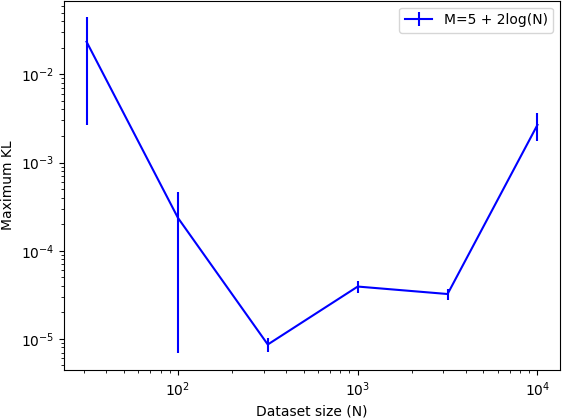 M=5 + 2log(N)
Maximum KL
10⁻²
10⁻³
10⁻⁴
10⁻⁵
10²
10³
10⁴
Dataset size (N)